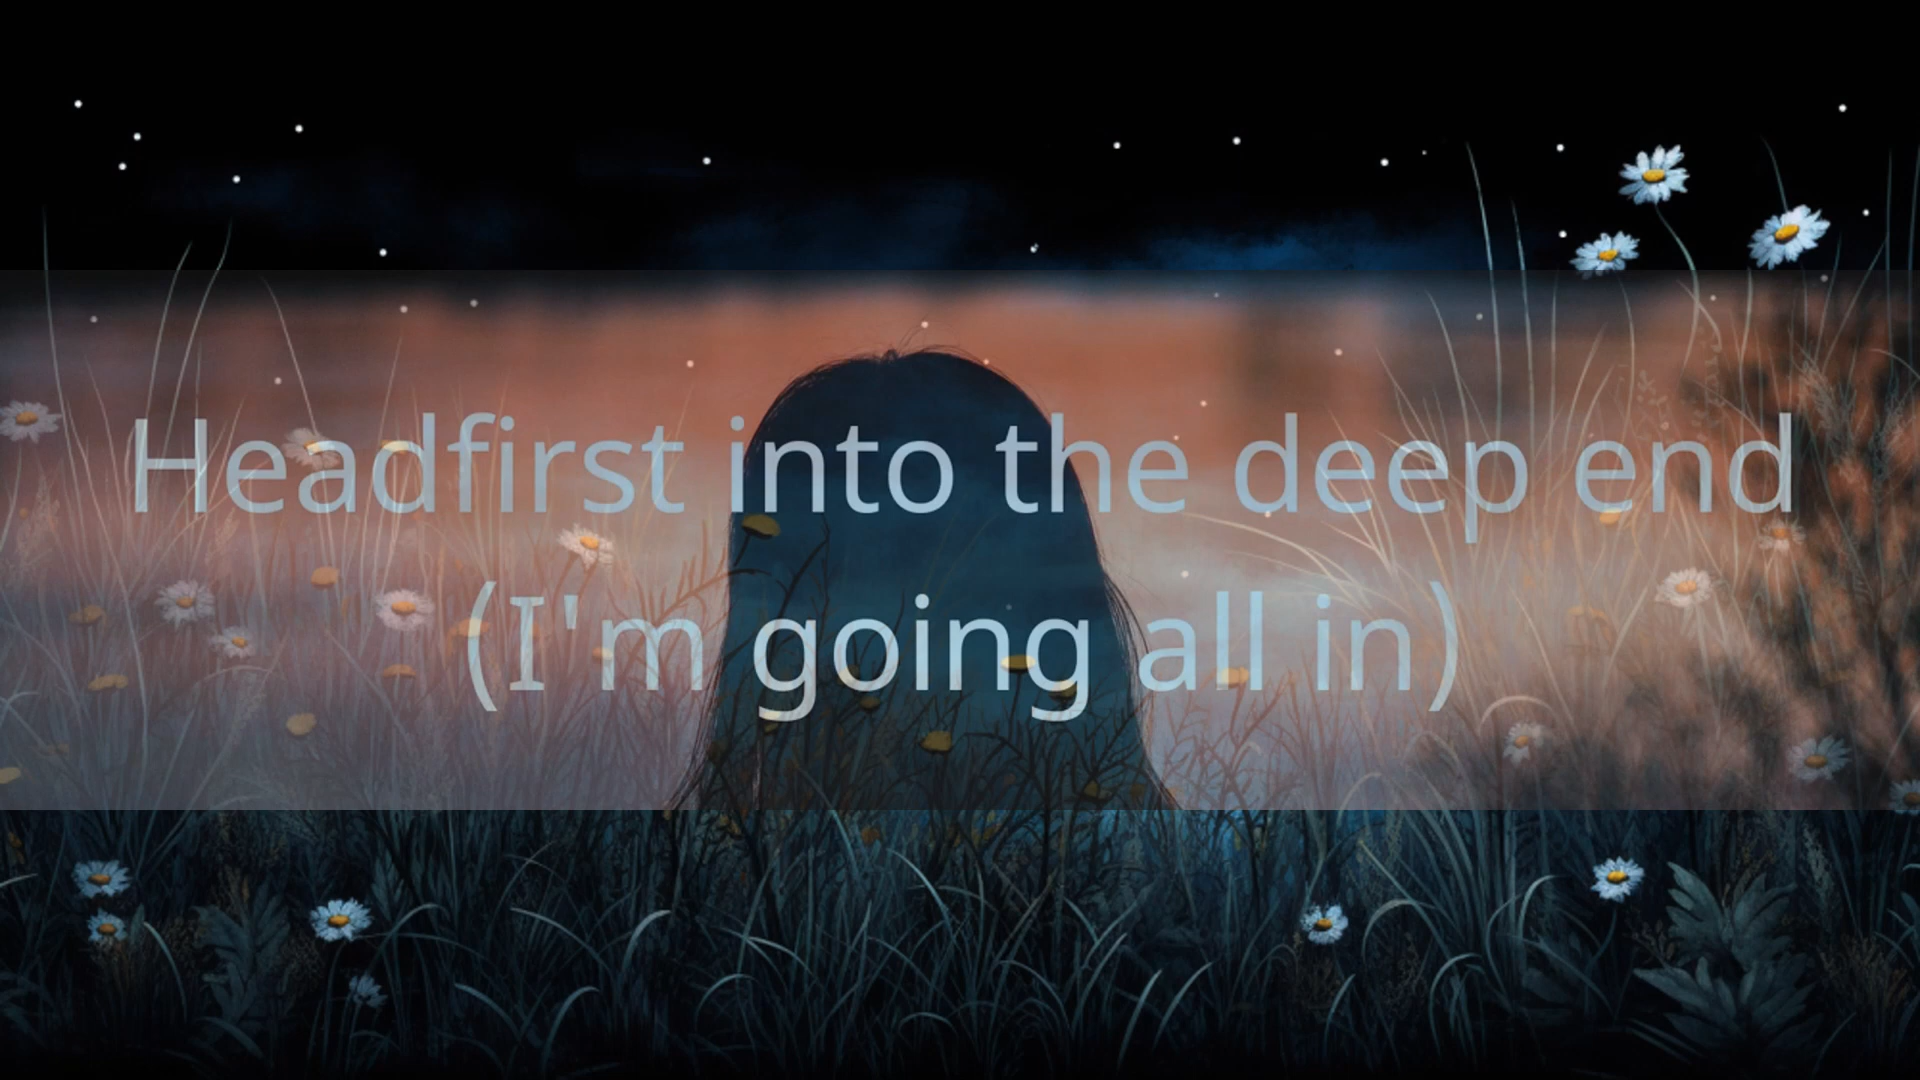 Headfirst into the deep end
(I'm going all in)